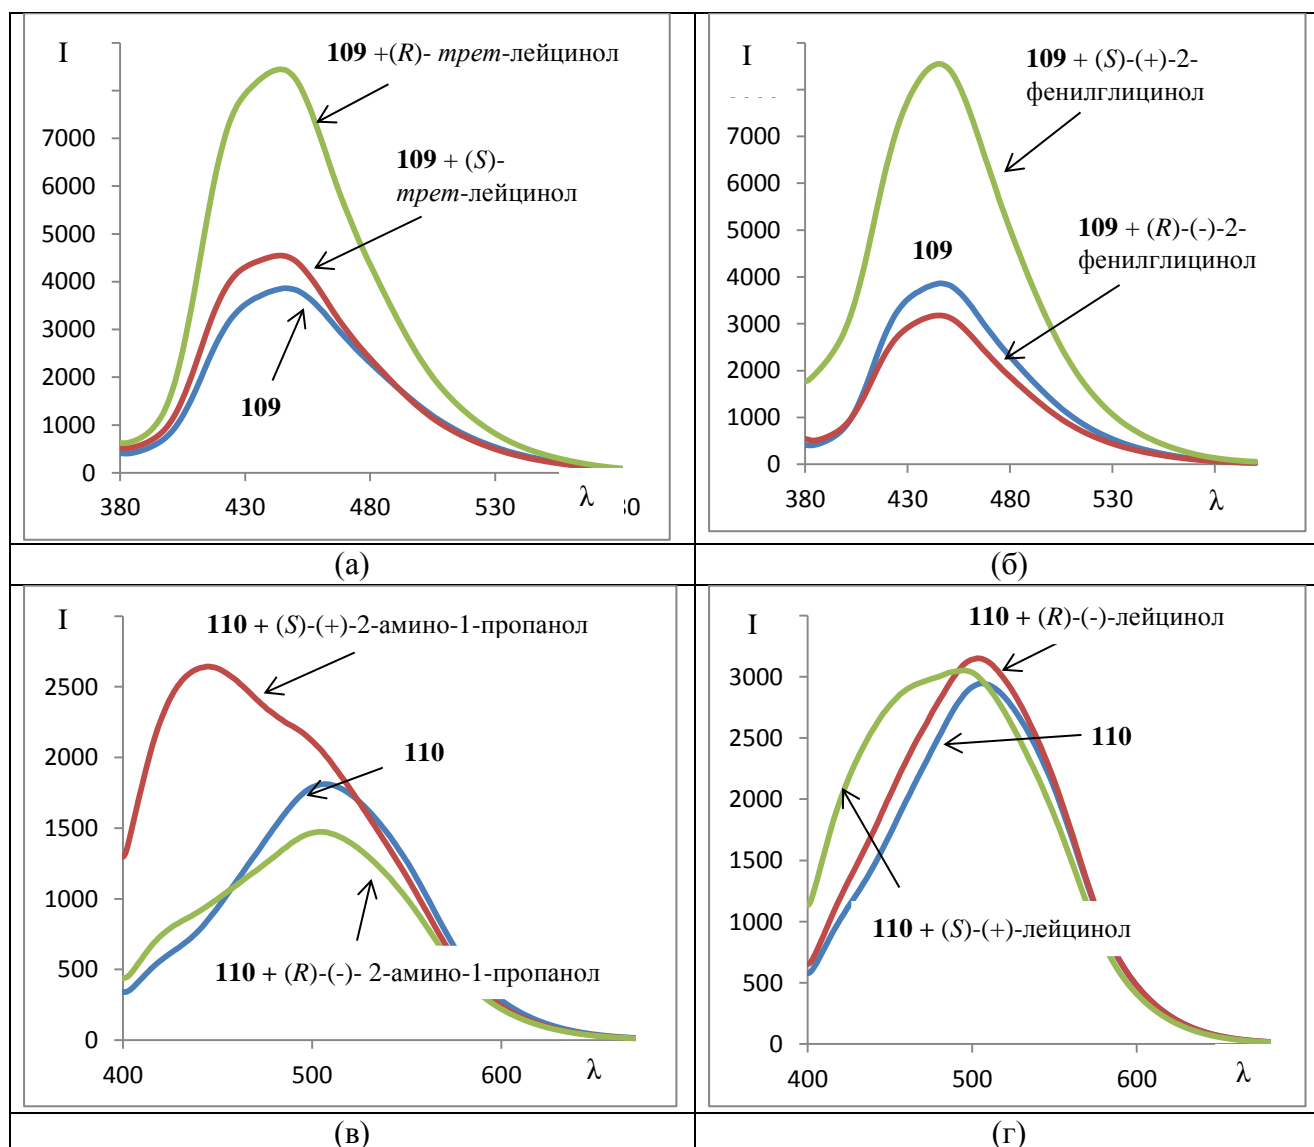 I
109 +(R)- трет-лейцинол
109 + (S)-
трет-лейцинол
109
7000
6000
5000
4000
3000
2000
1000
0
380
430
480
530
λ
30
(а)
I
109 + (S)-(+)-2-
фенилглицинол
109
109 + (R)-(-)-2-
фенилглицинол
7000
6000
5000
4000
3000
2000
1000
0
380
430
480
530
λ
(б)
I
110 + (S)-(+)-2-амино-1-пропанол
110
110 + (R)-(-)- 2-амино-1-пропанол
2500
2000
1500
1000
500
0
400
500
600
λ
(в)
I
110 + (R)-(-)-лейцинол
110
110 + (S)-(+)-лейцинол
3000
2500
2000
1500
1000
500
0
400
500
600
λ
(г)